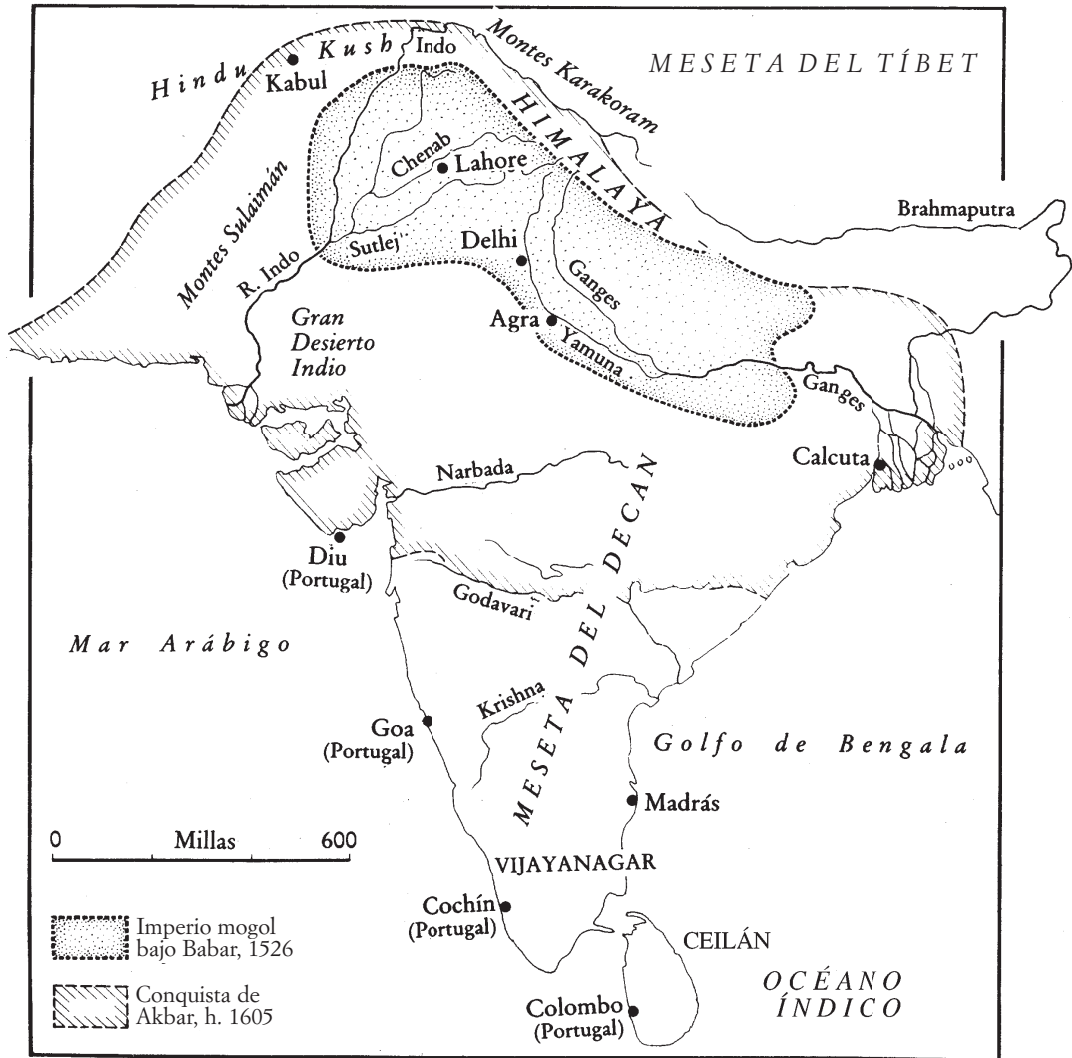 Hindu Kush
Kabul
Indo
Montes Karakoram
MESETA DEL TÍBET
HIMALAYA
Chenab
Lahore
Montes Sulaimán
Sutlej
R. Indo
Delhi
Ganges
Brahmaputra
Gran
Desierto
Indio
Agra
Yamuna
Ganges
Calcuta
Narbada
Diu
(Portugal)
MESETA DEL DECAN
Godavari
Mar Arábigo
Krishna
Goa
(Portugal)
Golfo de Bengala
Madrás
0 Millas 600
VIJAYANAGAR
Cochín
(Portugal)
CEILÁN
Imperio mogol
bajo Babar, 1526
OCÉANO
ÍNDICO
Conquista de
Akbar, h. 1605
Colombo
(Portugal)